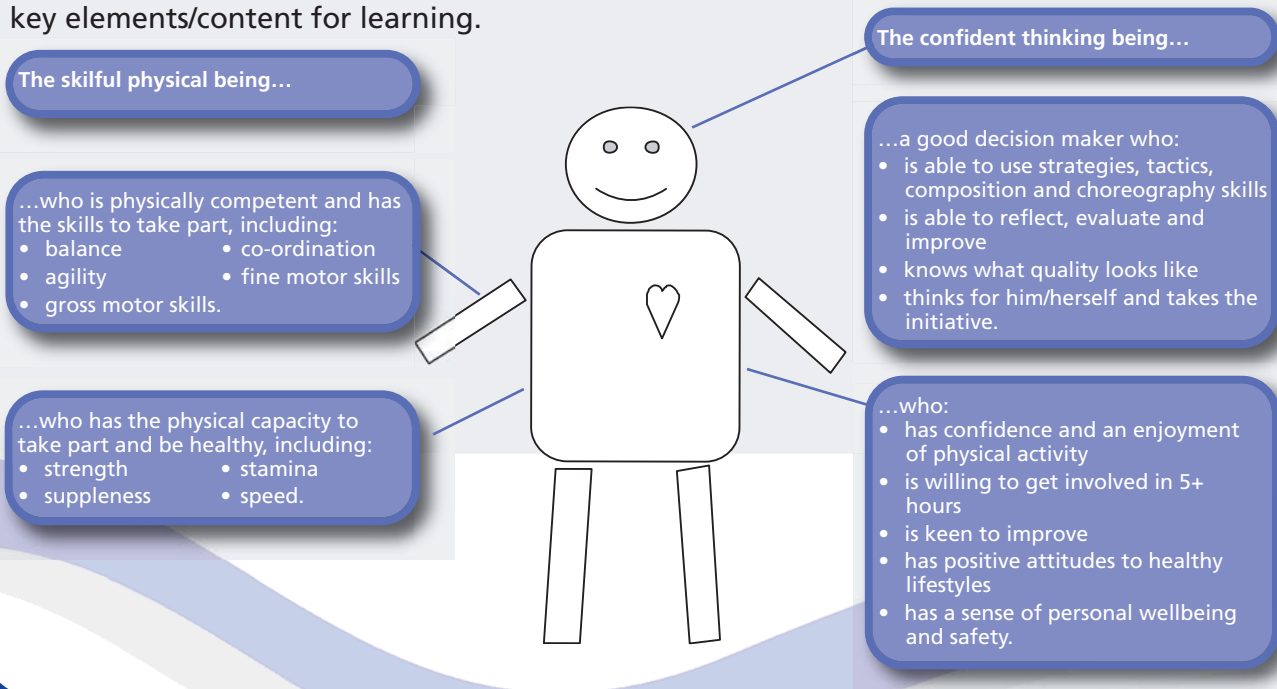 key elements/content for learning.
The skilful physical being…
…who is physically competent and has
the skills to take part, including:
• balance • co-ordination
• agility • fine motor skills
• gross motor skills.
…who has the physical capacity to
take part and be healthy, including:
• strength • stamina
• suppleness • speed.
The confident thinking being…
…a good decision maker who:
• is able to use strategies, tactics,
composition and choreography skills
• is able to reflect, evaluate and
improve
• knows what quality looks like
• thinks for him/herself and takes the
initiative.
…who:
• has confidence and an enjoyment
of physical activity
• is willing to get involved in 5+
hours
• is keen to improve
• has positive attitudes to healthy
lifestyles
• has a sense of personal wellbeing
and safety.